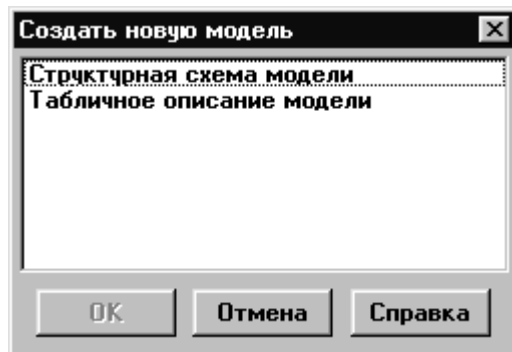 Создать новую модель
Структурная схема модели
Табличное описание модели
OK
Отмена
Справка